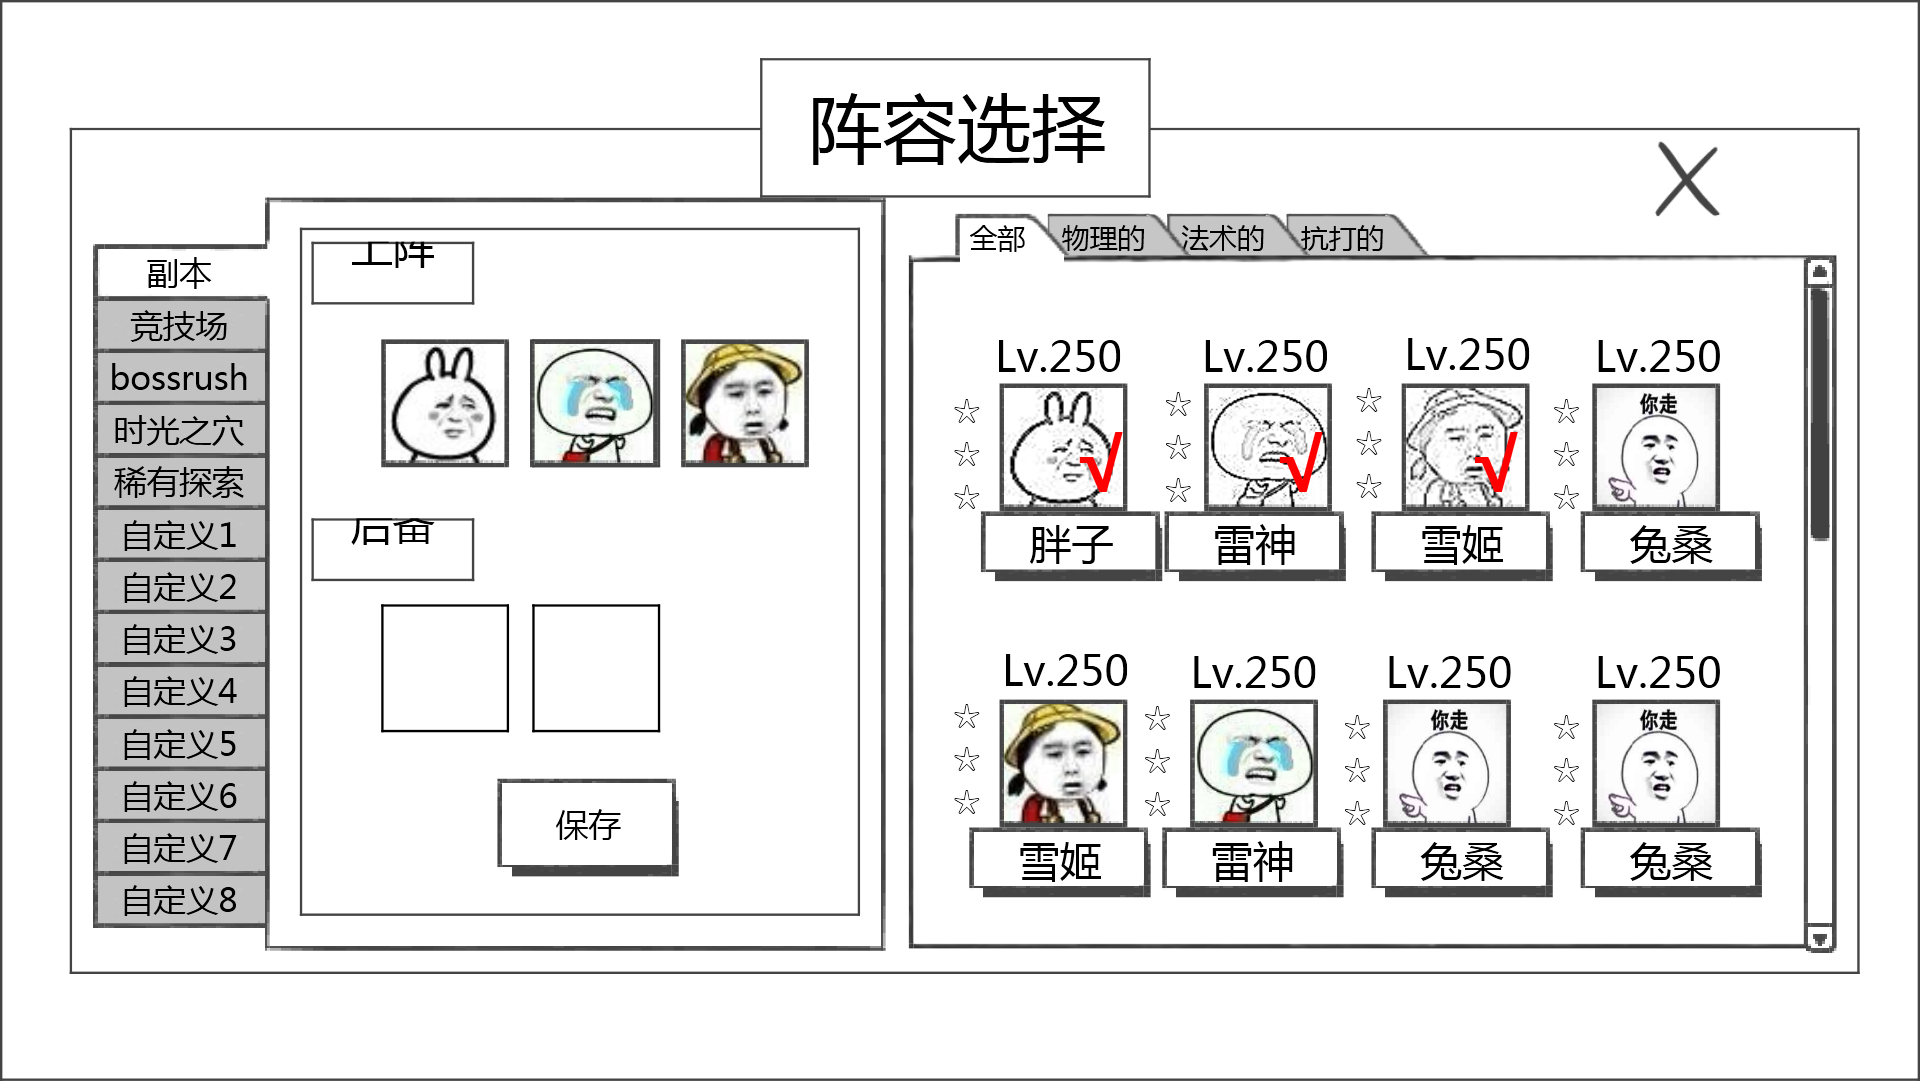 阵容选择
副本
竞技场
bossrush
时光之穴
稀有探索
自定义1
自定义2
自定义3
自定义4
自定义5
自定义6
自定义7
自定义8
上阵
后备
保存
全部 物理的 法术的 抗打的
Lv.250 Lv.250 Lv.250 Lv.250
你走
胖子 雷神 雪姬 兔桑
Lv.250 Lv.250 Lv.250 Lv.250
你走 你走
雪姬 雷神 兔桑 兔桑